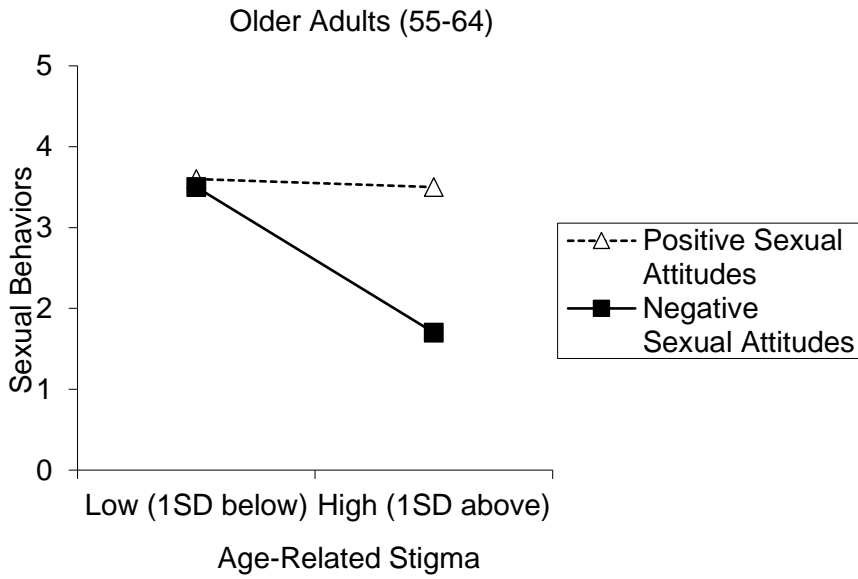 Older Adults (55-64)
5
4
3
2
1
0
Sexual Behaviors
Low (1SD below) High (1SD above)
Age-Related Stigma
Positive Sexual
Attitudes
Negative
Sexual Attitudes